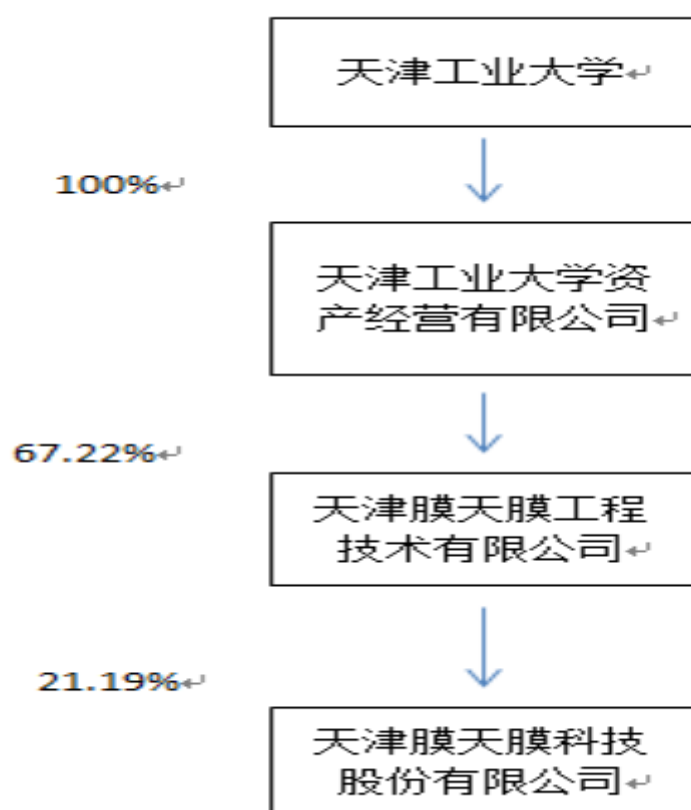 天津工业大学
100%
天津工业大学资
产经营有限公司
67.22%
天津膜天膜工程
技术有限公司
21.19%
天津膜天膜科技
股份有限公司